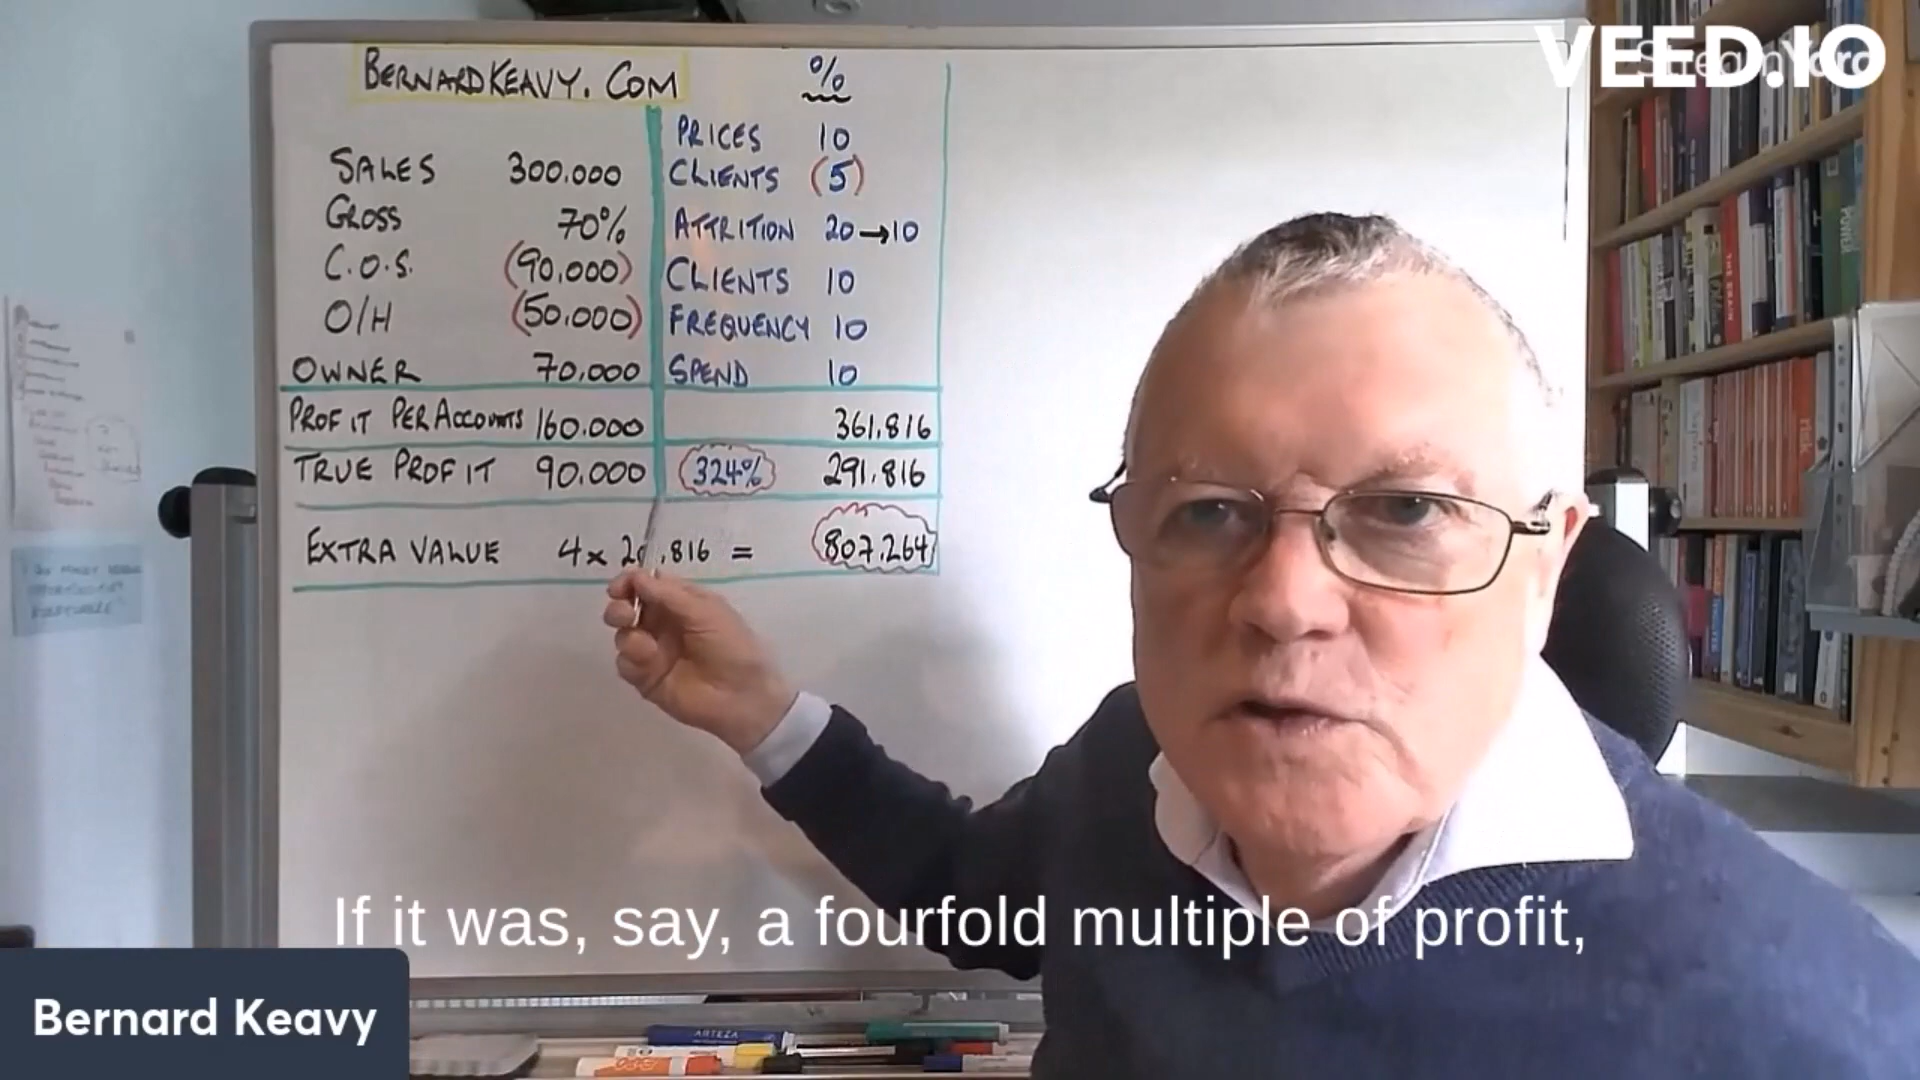 VEED.IO
BERNARDKEAVY.COM
%
PRICES 10
SALES 300.000
CLIENTS (5)
GROSS 70%
ATTRITION 20→10
C.O.S. (90,000)
CLIENTS 10
O/H (50.000)
FREQUENCY 10
OWNER 70,000
SPEND 10
PROFIT PER ACCOUNTS 160.000
361,816
TRUE PROFIT 90.000
324% 291.816
EXTRA VALUE 4 x .816 = 807.264
If it was, say, a fourfold multiple of profit,
Bernard Keavy
ARTEZA